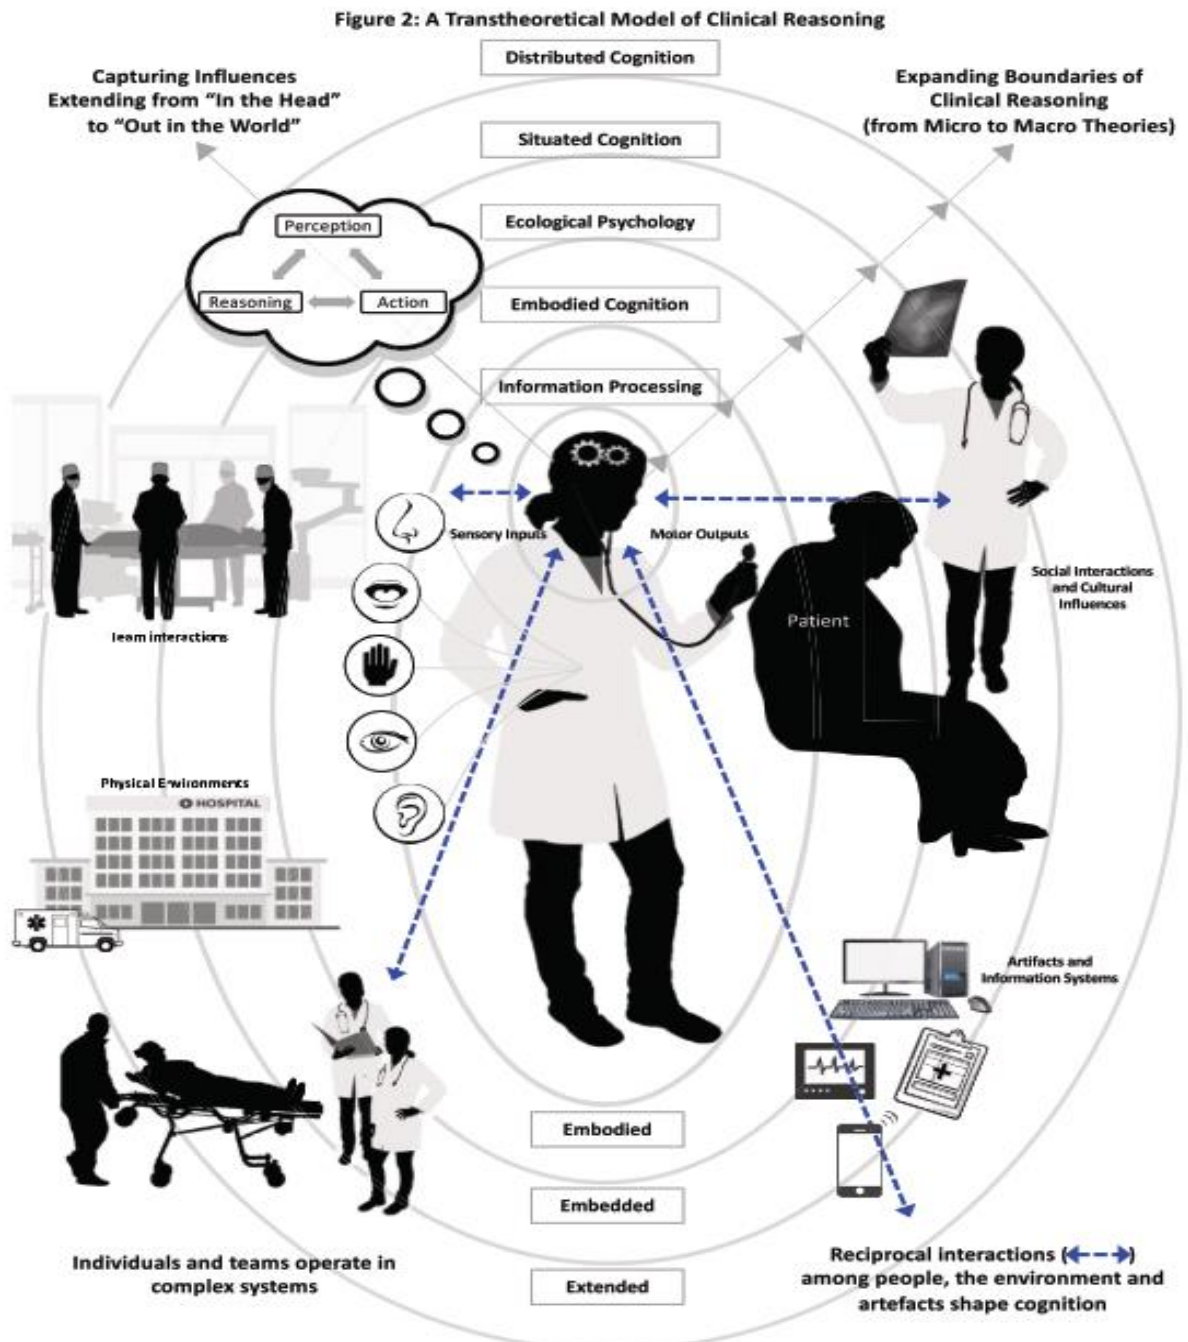 Figure 2: A Transtheoretical Model of Clinical Reasoning
Distributed Cognition
Capturing Influences
Extending from “In the Head”
to “Out in the World”
Expanding Boundaries of
Clinical Reasoning
(from Micro to Macro Theories)
Situated Cognition
Ecological Psychology
Perception
Reasoning
Action
Embodied Cognition
Information Processing
Sensory Inputs
Motor Outputs
Social Interactions
and Cultural
Influences
Patient
Team interactions
Physical Environments
HOSPITAL
Artifacts and
Information Systems
Embodied
Embedded
Extended
Individuals and teams operate in
complex systems
Reciprocal interactions (
)
among people, the environment and
artefacts shape cognition